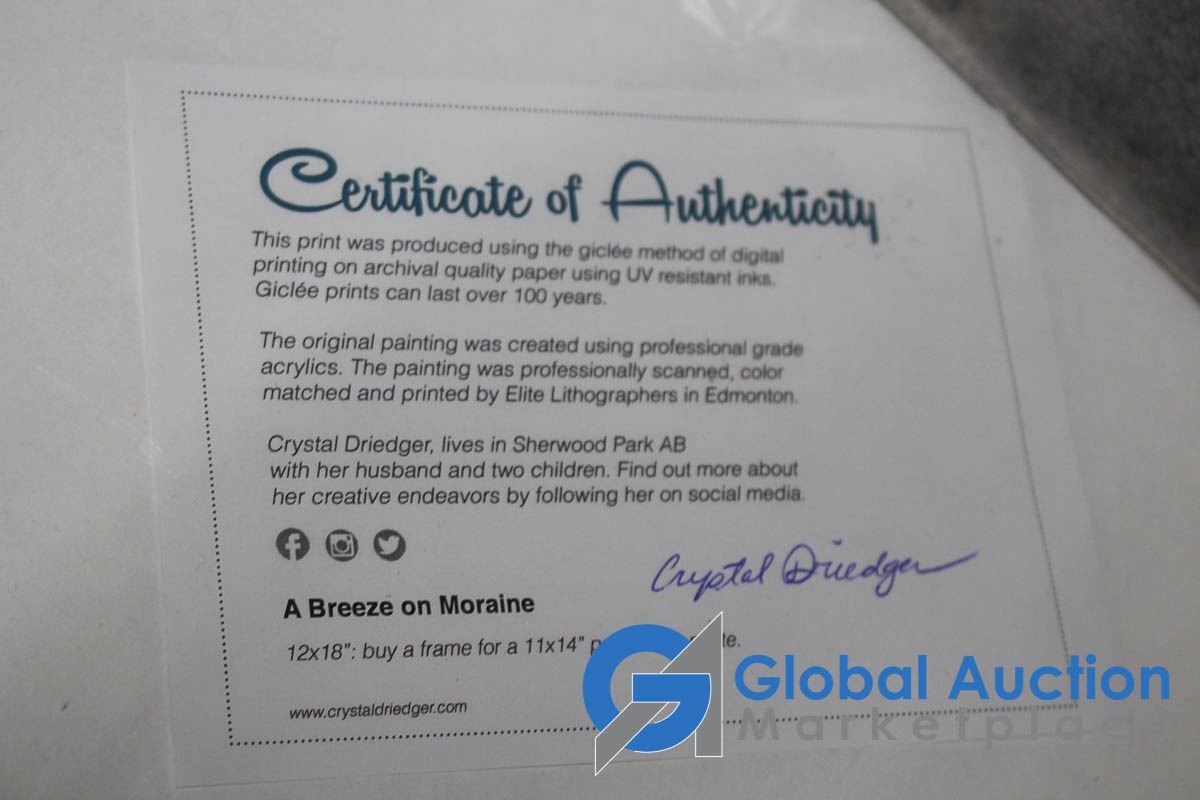 Certificate of Authenticity
This print was produced using the giclée method of digital
printing on archival quality paper using UV resistant inks.
Giclée prints can last over 100 years.
The original painting was created using professional grade
acrylics. The painting was professionally scanned, color
matched and printed by Elite Lithographers in Edmonton.
Crystal Driedger, lives in Sherwood Park AB
with her husband and two children. Find out more about
her creative endeavors by following her on social media.
Crystal Driedger
A Breeze on Moraine
12x18": buy a frame for a 11x14"
www.crystaldriedger.com
Global Auction
Marketplace